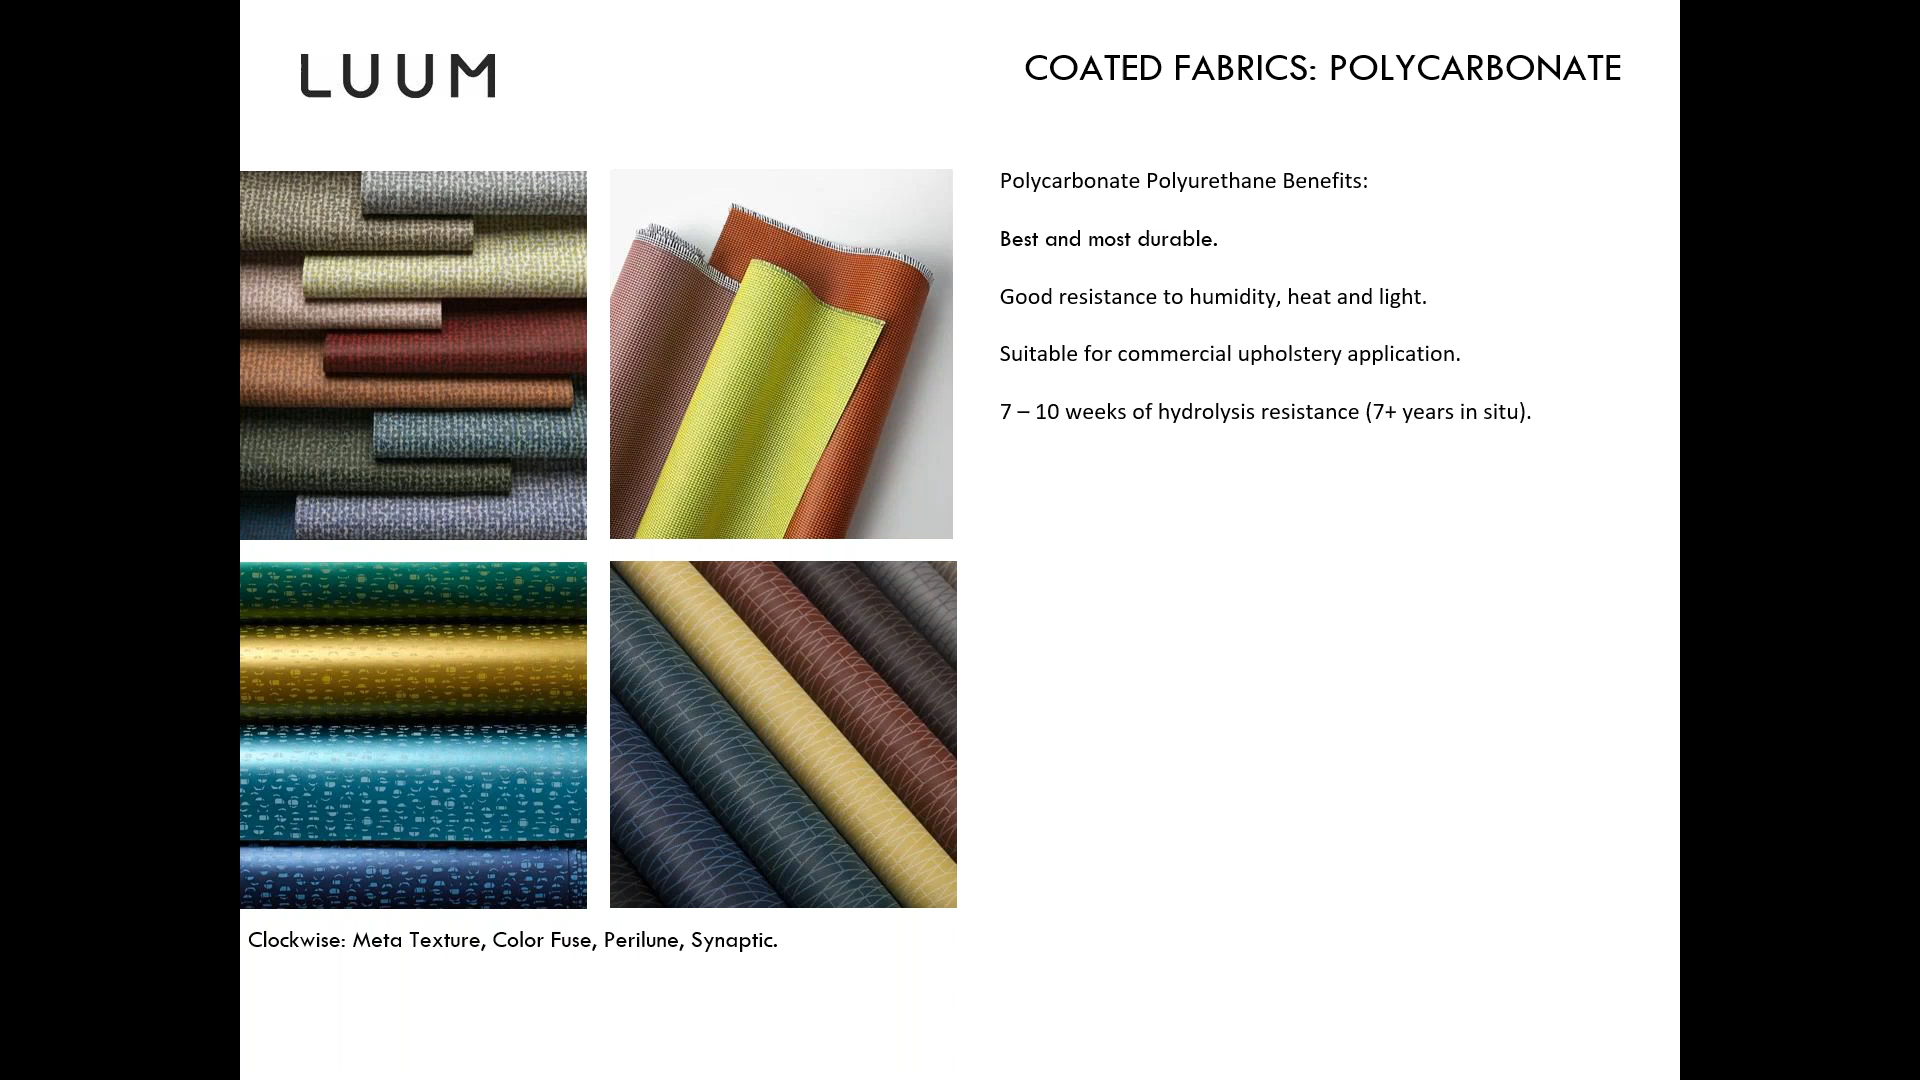 LUUM
COATED FABRICS: POLYCARBONATE
Polycarbonate Polyurethane Benefits:
Best and most durable.
Good resistance to humidity, heat and light.
Suitable for commercial upholstery application.
7 – 10 weeks of hydrolysis resistance (7+ years in situ).
Clockwise: Meta Texture, Color Fuse, Perilune, Synaptic.